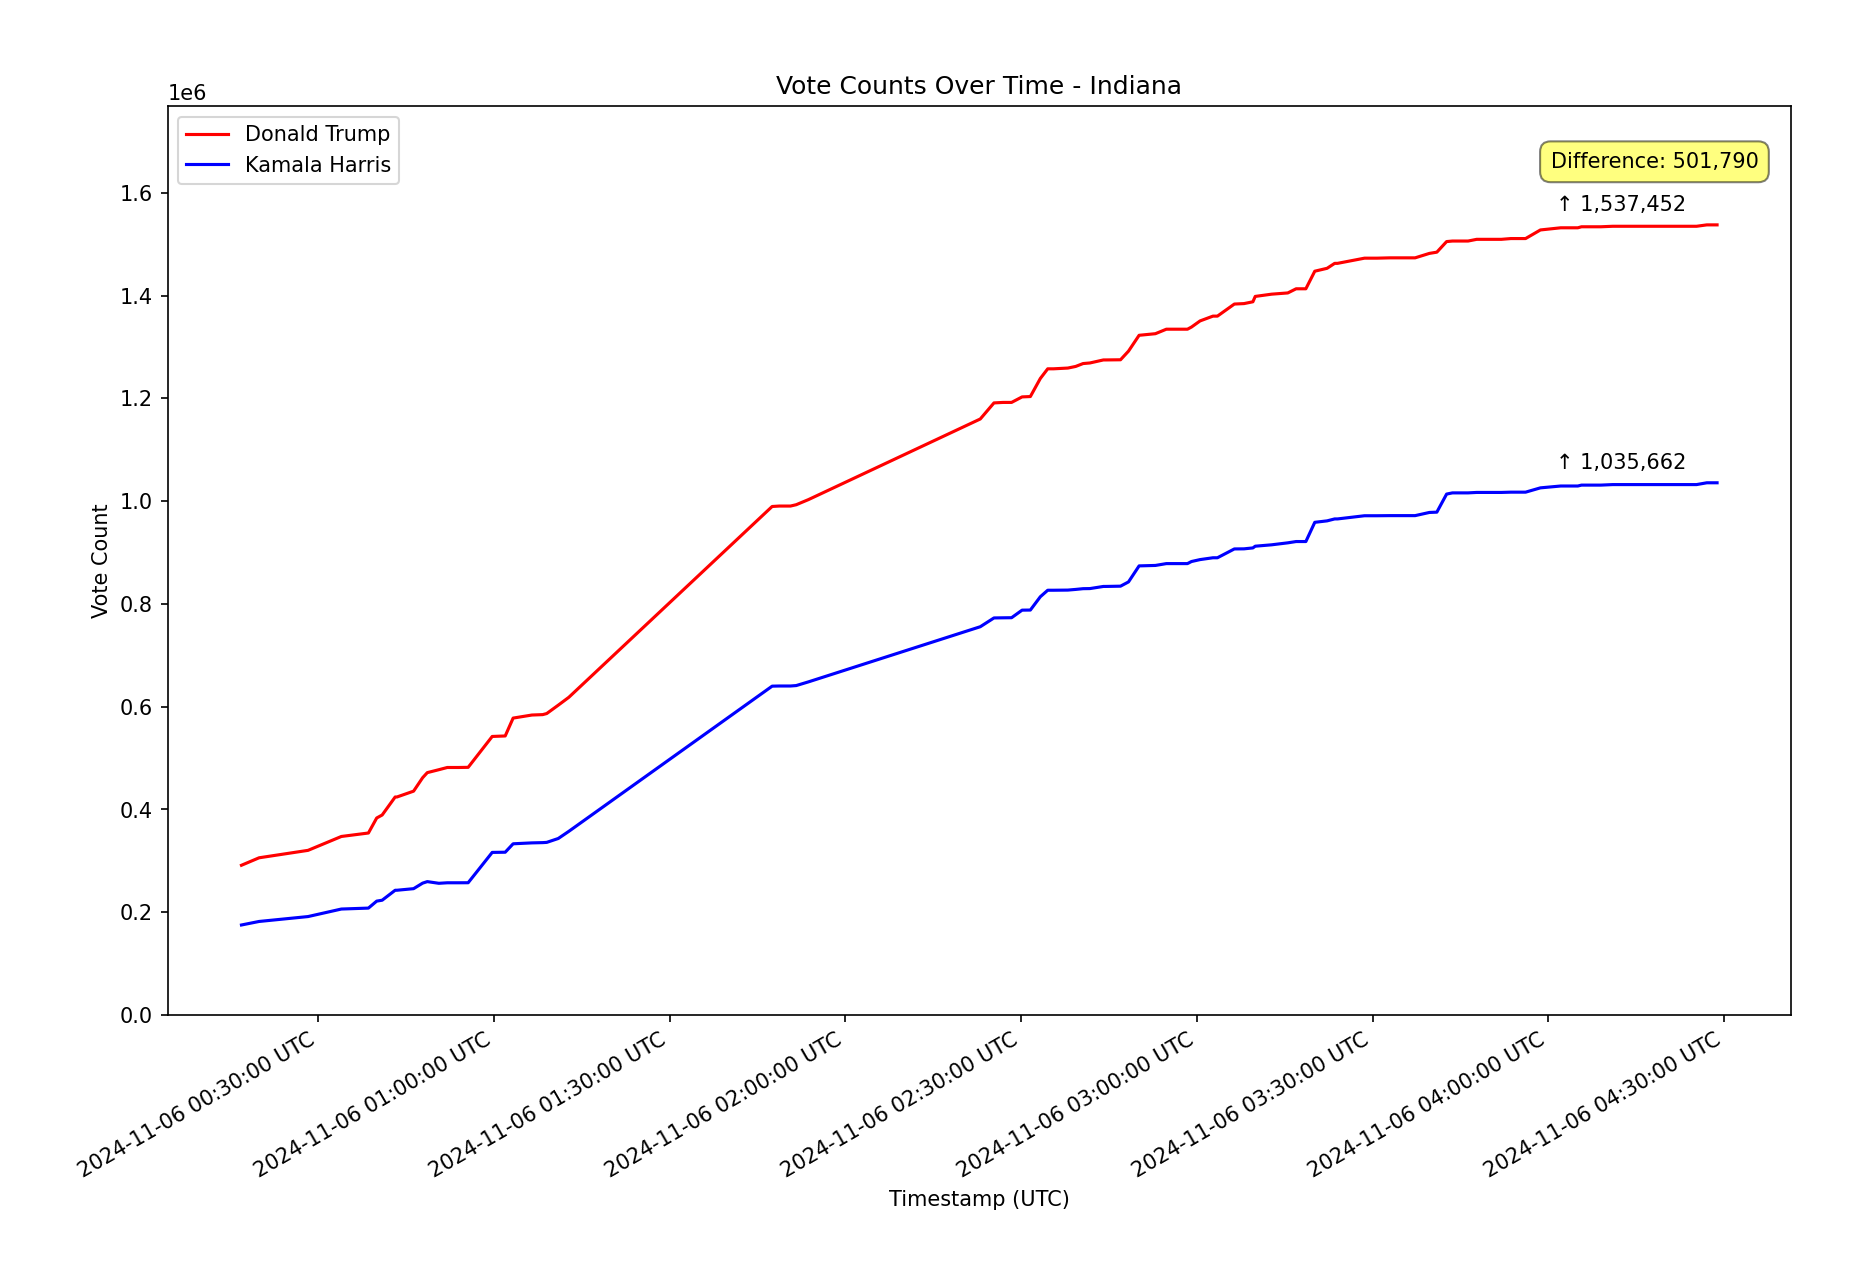 Vote Counts Over Time - Indiana
1e6
Donald Trump
Kamala Harris
Difference: 501,790
↑ 1,537,452
↑ 1,035,662
Vote Count
1.6
1.4
1.2
1.0
0.8
0.6
0.4
0.2
0.0
2024-11-06 00:30:00 UTC
2024-11-06 01:00:00 UTC
2024-11-06 01:30:00 UTC
2024-11-06 02:00:00 UTC
2024-11-06 02:30:00 UTC
2024-11-06 03:00:00 UTC
2024-11-06 03:30:00 UTC
2024-11-06 04:00:00 UTC
2024-11-06 04:30:00 UTC
Timestamp (UTC)